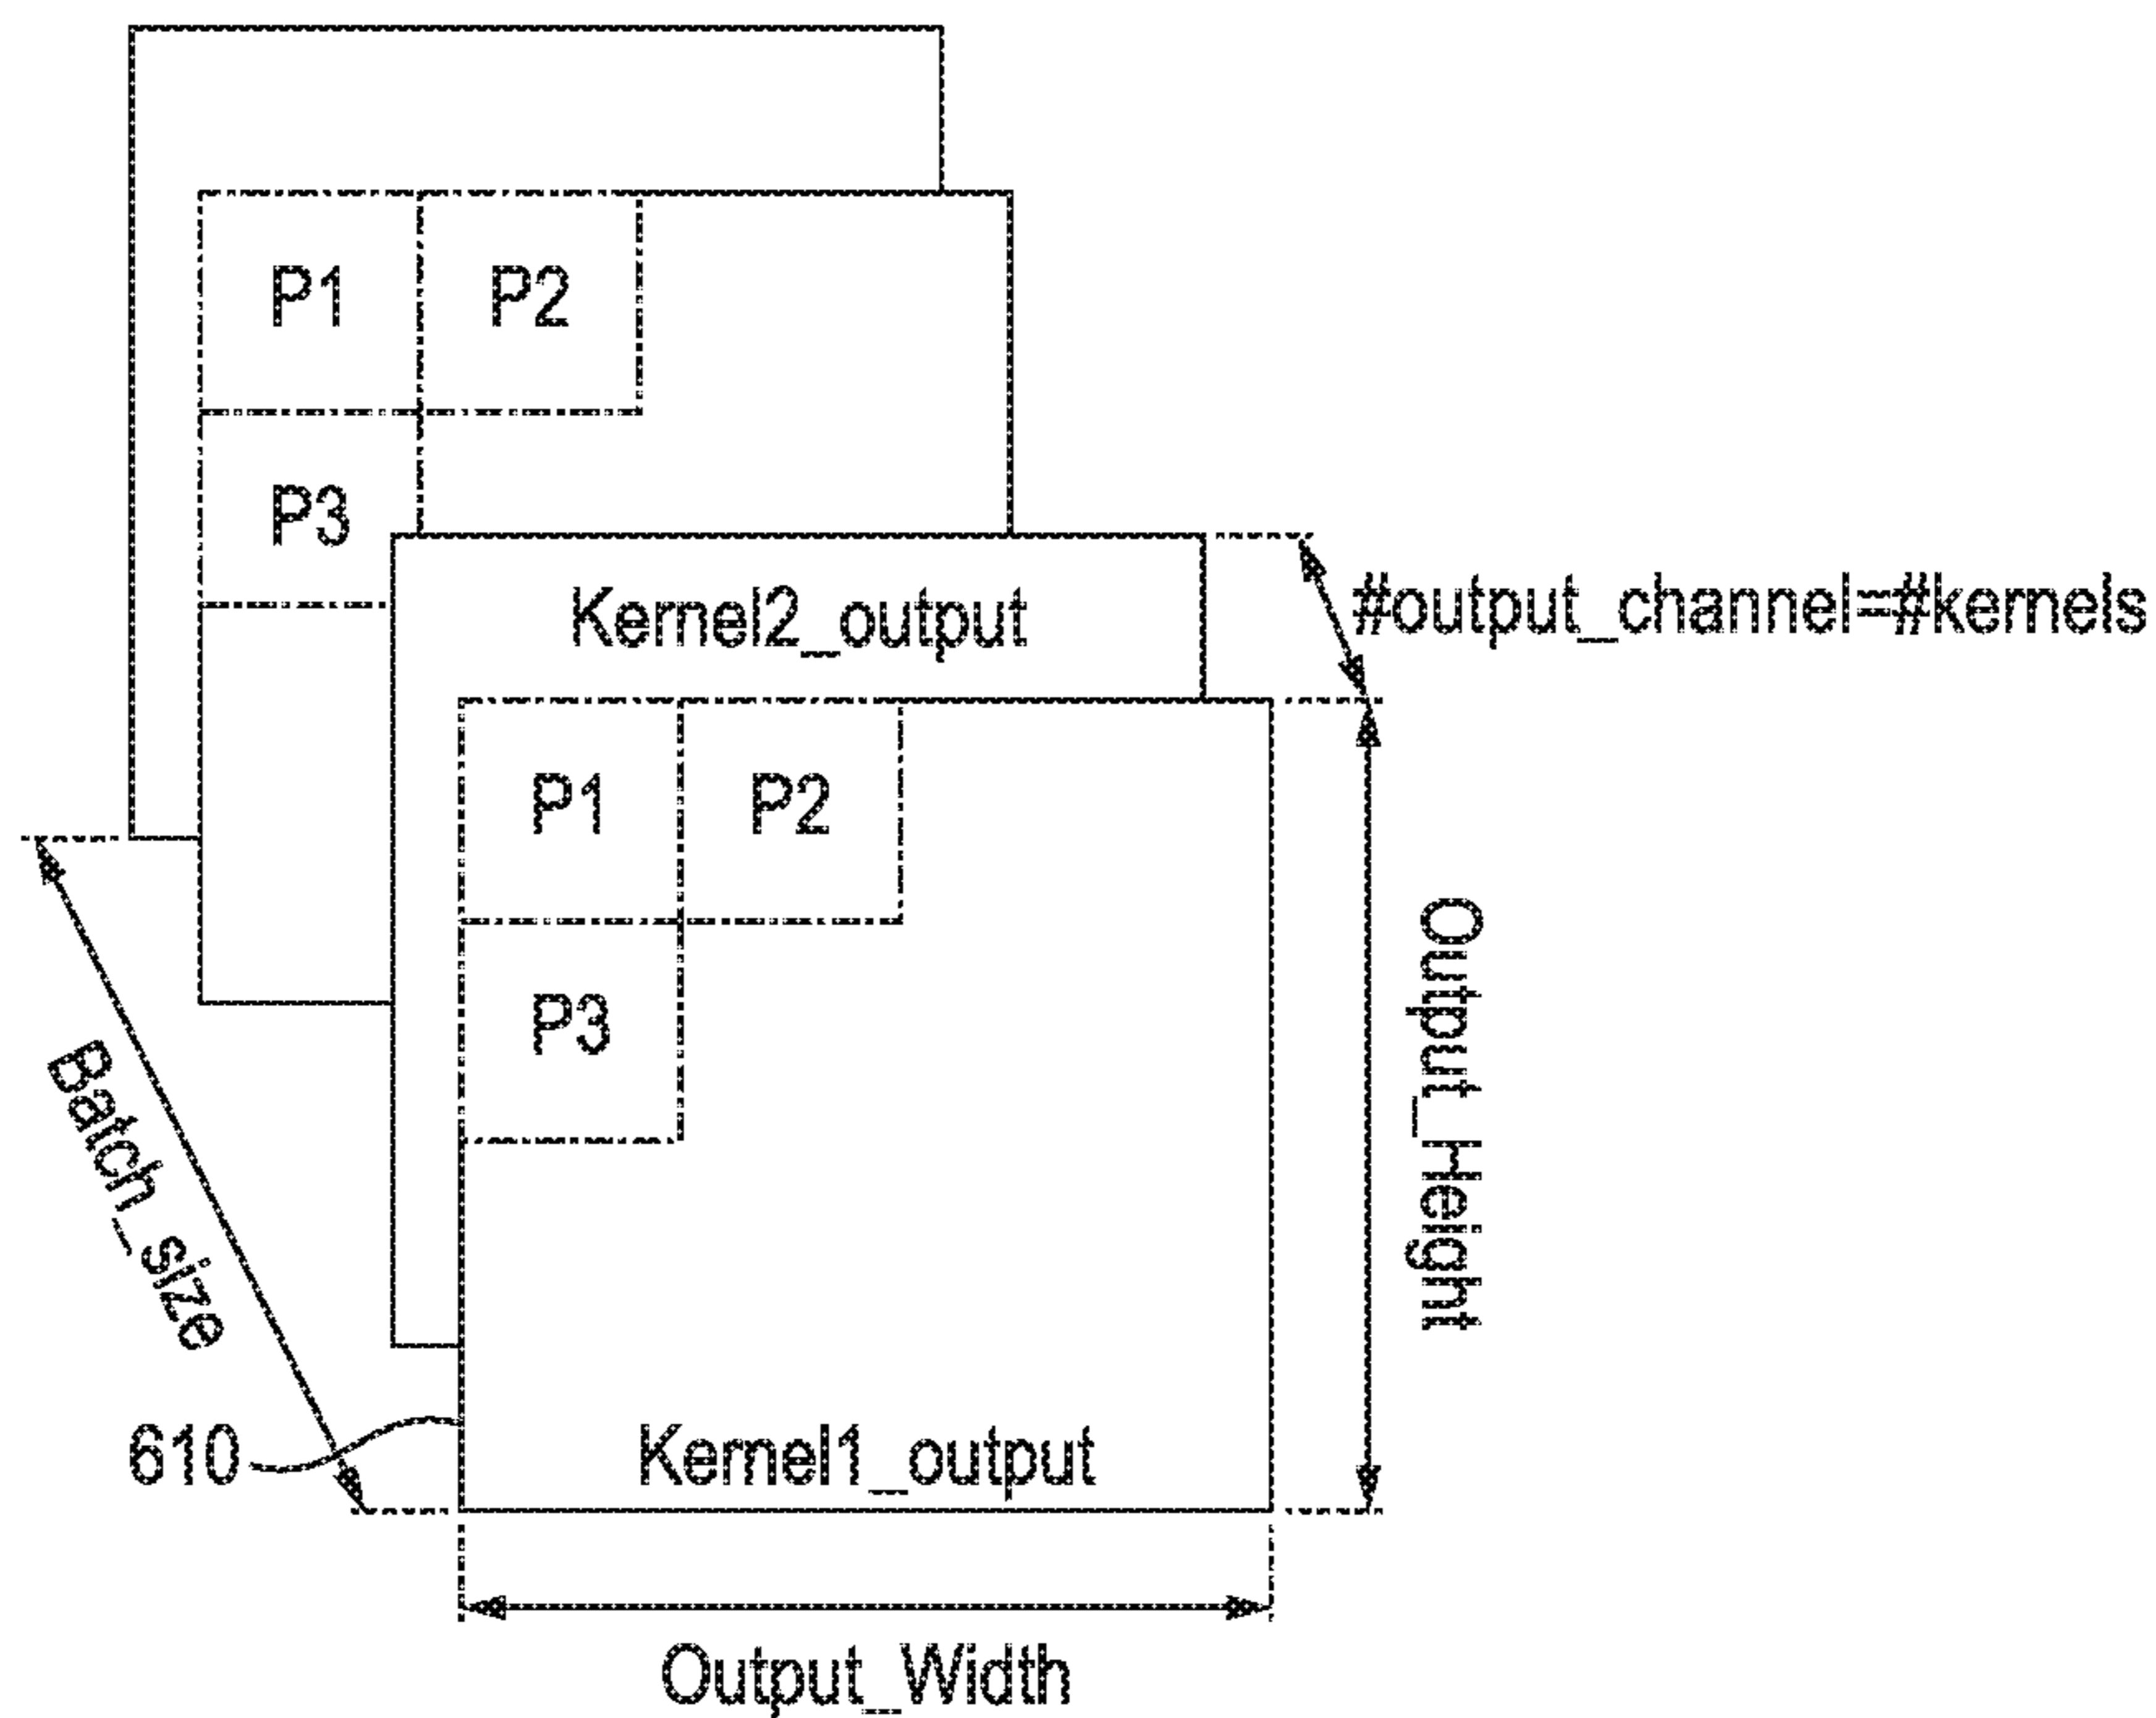 P1 P2
P3
Kernel2_output
#output_channel=#kernels
P1 P2
P3
Output_Height
Batch_size
610
Kernel1_output
Output_Width